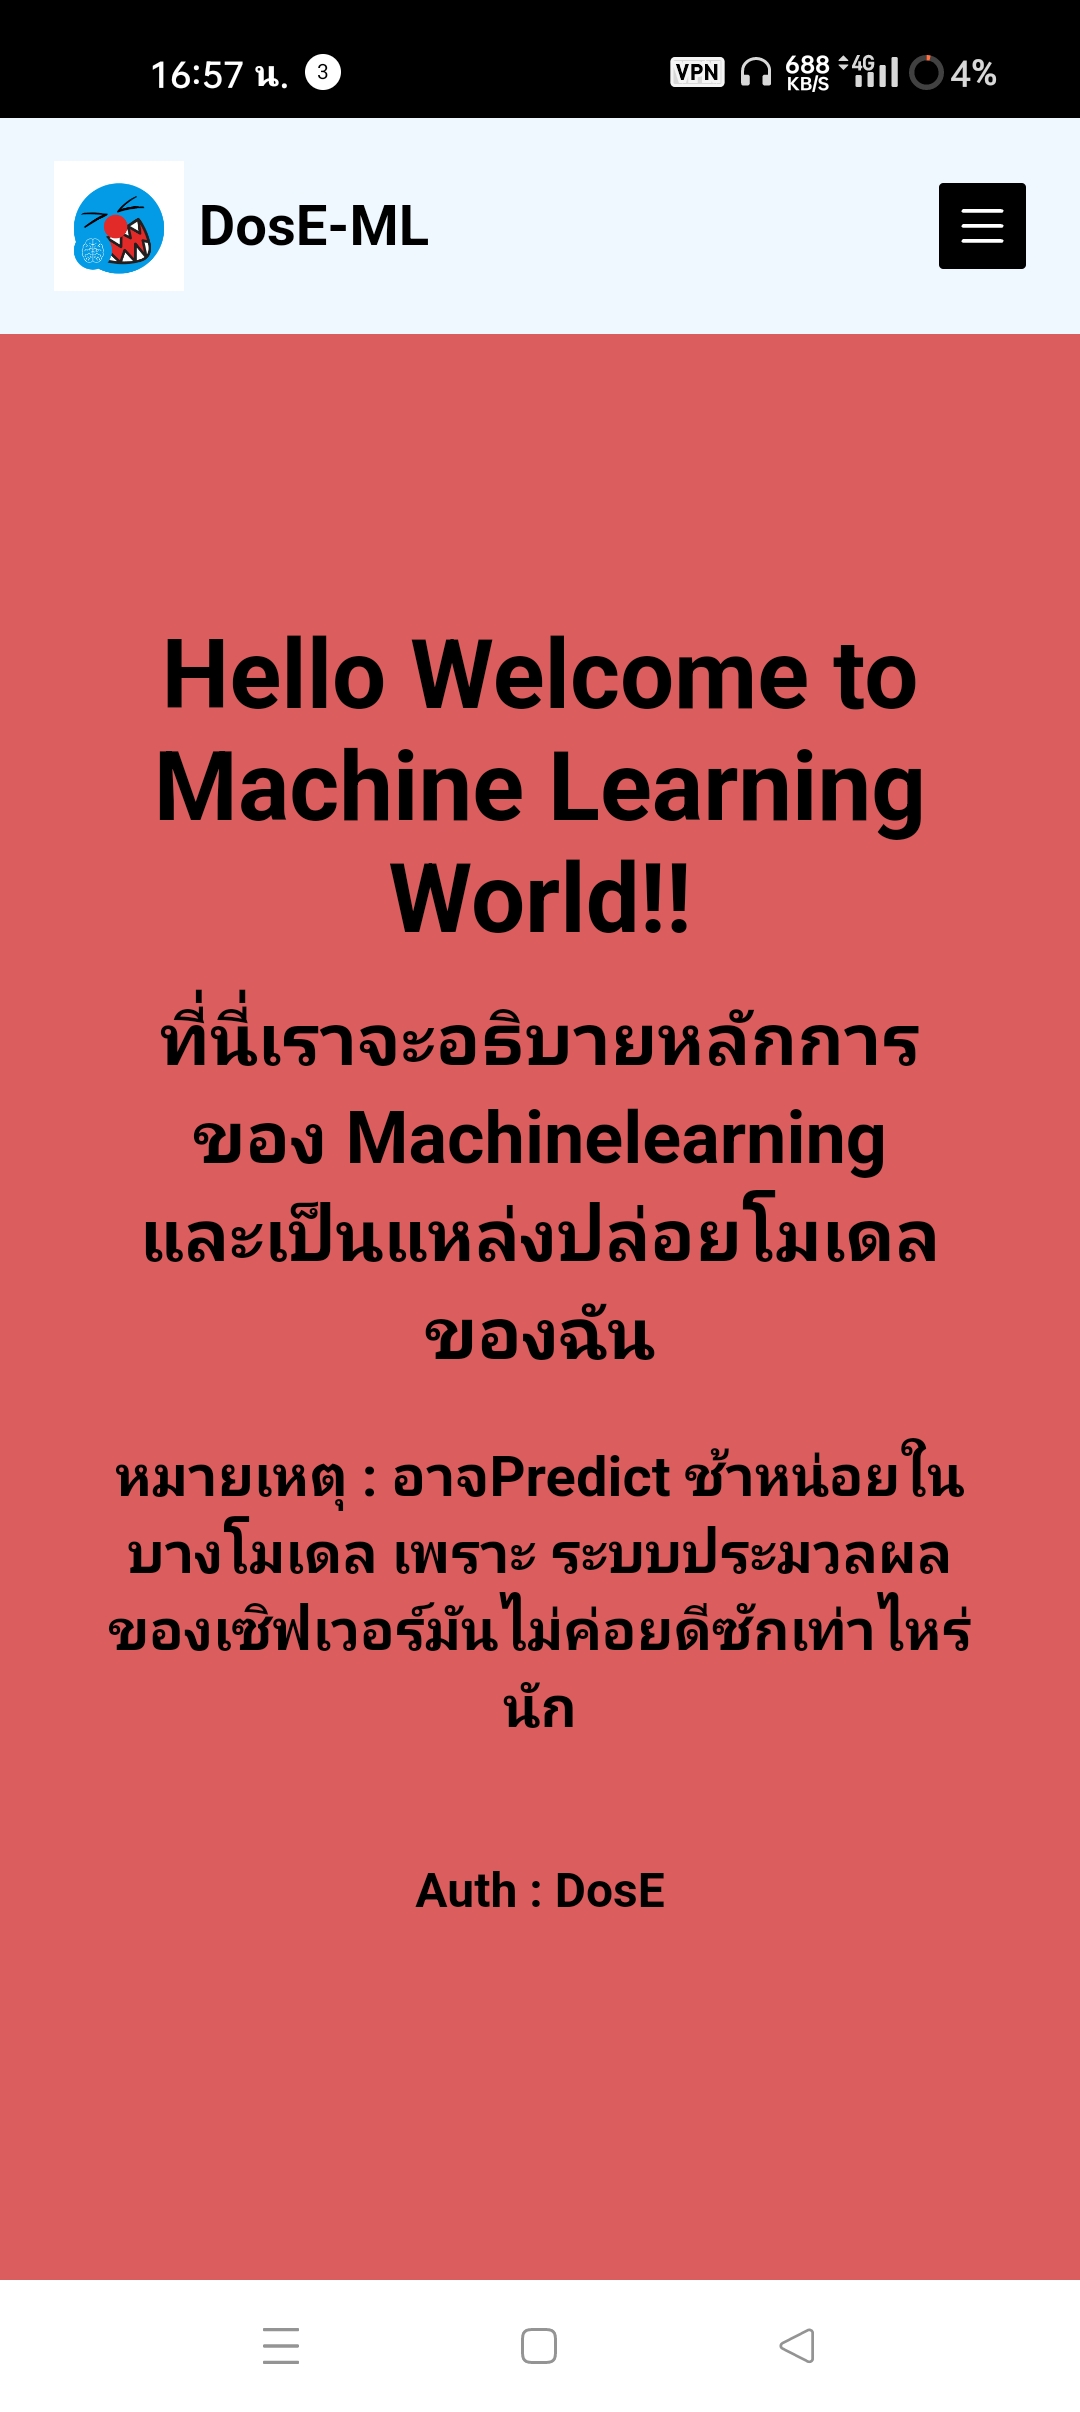 16:57 น. 3 VPN 688 KB/S 4G 4%
DosE-ML
Hello Welcome to
Machine Learning
World!!
ที่นี่เราจะอธิบายหลักการ
ของ Machinelearning
และเป็นแหล่งปล่อยโมเดล
ของฉัน
หมายเหตุ : อาจPredict ช้าหน่อยใน
บางโมเดล เพราะ ระบบประมวลผล
ของเซิฟเวอร์มันไม่ค่อยดีซักเท่าไหร่
นัก
Auth : DosE